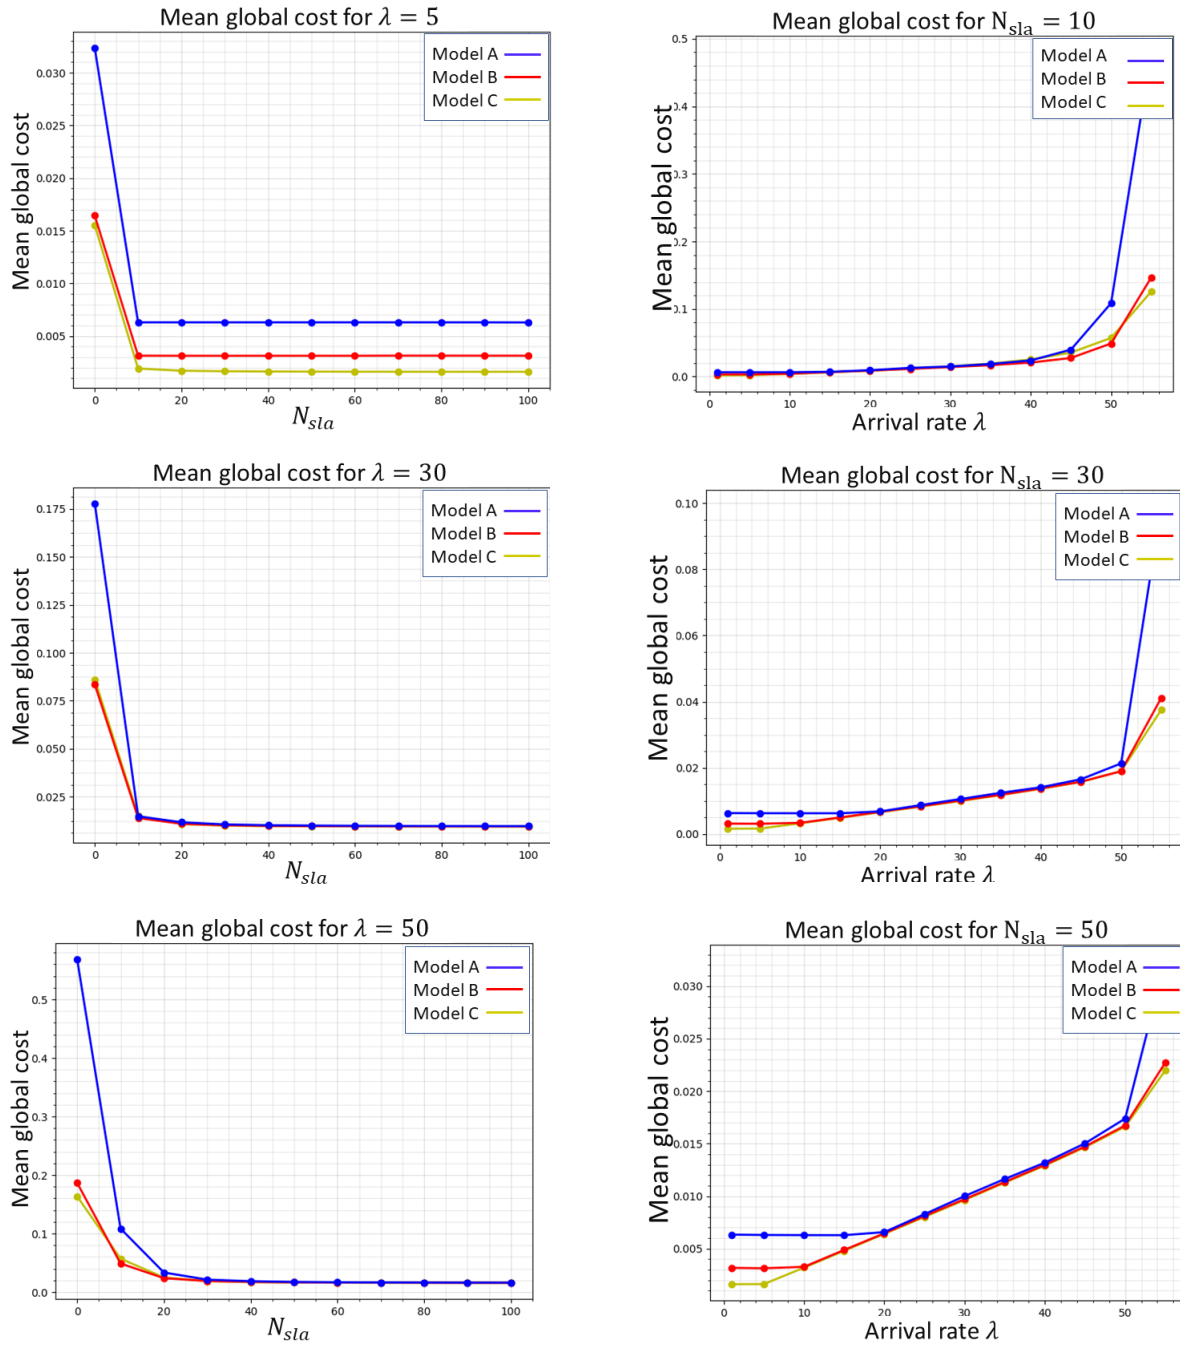 Mean global cost for λ = 5
Mean global cost
0.030
0.025
0.020
0.015
0.010
0.005
Model A
Model B
Model C
0 20 40 60 80 100
N_sla
Mean global cost for N_sla = 10
Mean global cost
0.5
0.4
0.3
0.2
0.1
0.0
Model A
Model B
Model C
0 10 20 30 40 50
Arrival rate λ
Mean global cost for λ = 30
Mean global cost
0.175
0.150
0.125
0.100
0.075
0.050
0.025
Model A
Model B
Model C
0 20 40 60 80 100
N_sla
Mean global cost for N_sla = 30
Mean global cost
0.10
0.08
0.06
0.04
0.02
0.00
Model A
Model B
Model C
0 10 20 30 40 50
Arrival rate λ
Mean global cost for λ = 50
Mean global cost
0.5
0.4
0.3
0.2
0.1
0.0
Model A
Model B
Model C
0 20 40 60 80 100
N_sla
Mean global cost for N_sla = 50
Mean global cost
0.030
0.025
0.020
0.015
0.010
0.005
Model A
Model B
Model C
0 10 20 30 40 50
Arrival rate λ